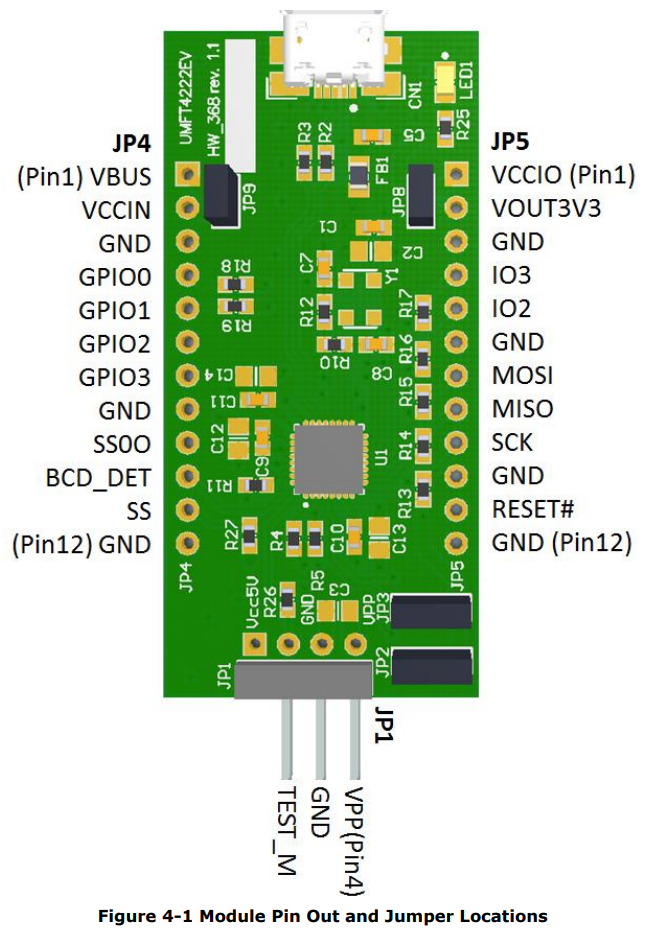 UMFT4222EV
HW_368 rev. 1.1
CN1
LED1
R25
C5
R3
R2
FB1
JP4
JP5
(Pin1) VBUS
VCCIN
GND
GPIO0
GPIO1
GPIO2
GPIO3
GND
SS0O
BCD_DET
SS
(Pin12) GND
VCCIO (Pin1)
VOUT3V3
GND
IO3
IO2
GND
MOSI
MISO
SCK
GND
RESET#
GND (Pin12)
JP9
JP8
C1
C2
R18
R19
C7
Y1
R12
R17
R10
C8
R16
C14
C11
R15
C12
C9
U1
R14
R11
R13
R27
R4
R5
C10
C13
JP4
JP5
Vcc5V
R26
GND
C3
VPP
JP3
JP2
JP1
JP1
TEST_M
GND
VPP(Pin4)
Figure 4-1 Module Pin Out and Jumper Locations